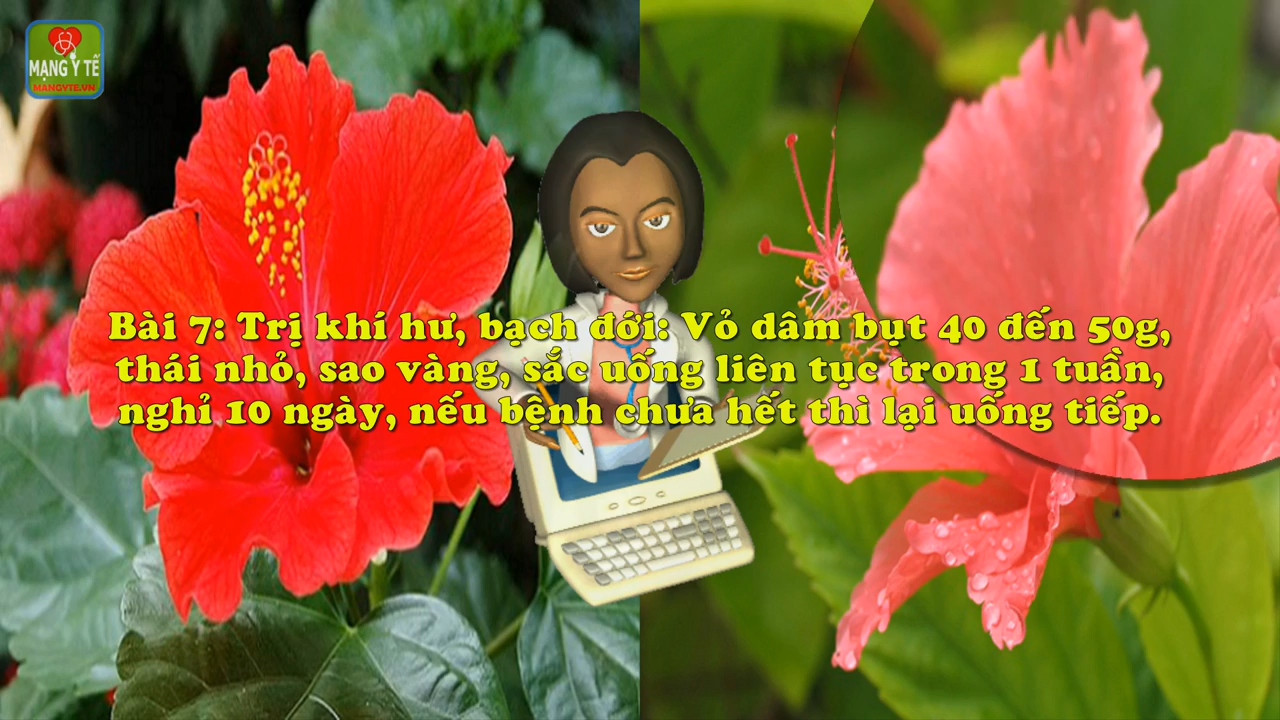 MẠNG Y TẾ
MANGYTE.VN
Bài 7: Trị khí hư, bạch đới: Vỏ dâm bụt 40 đến 50g,
thái nhỏ, sao vàng, sắc uống liên tục trong 1 tuần,
nghỉ 10 ngày, nếu bệnh chưa hết thì lại uống tiếp.